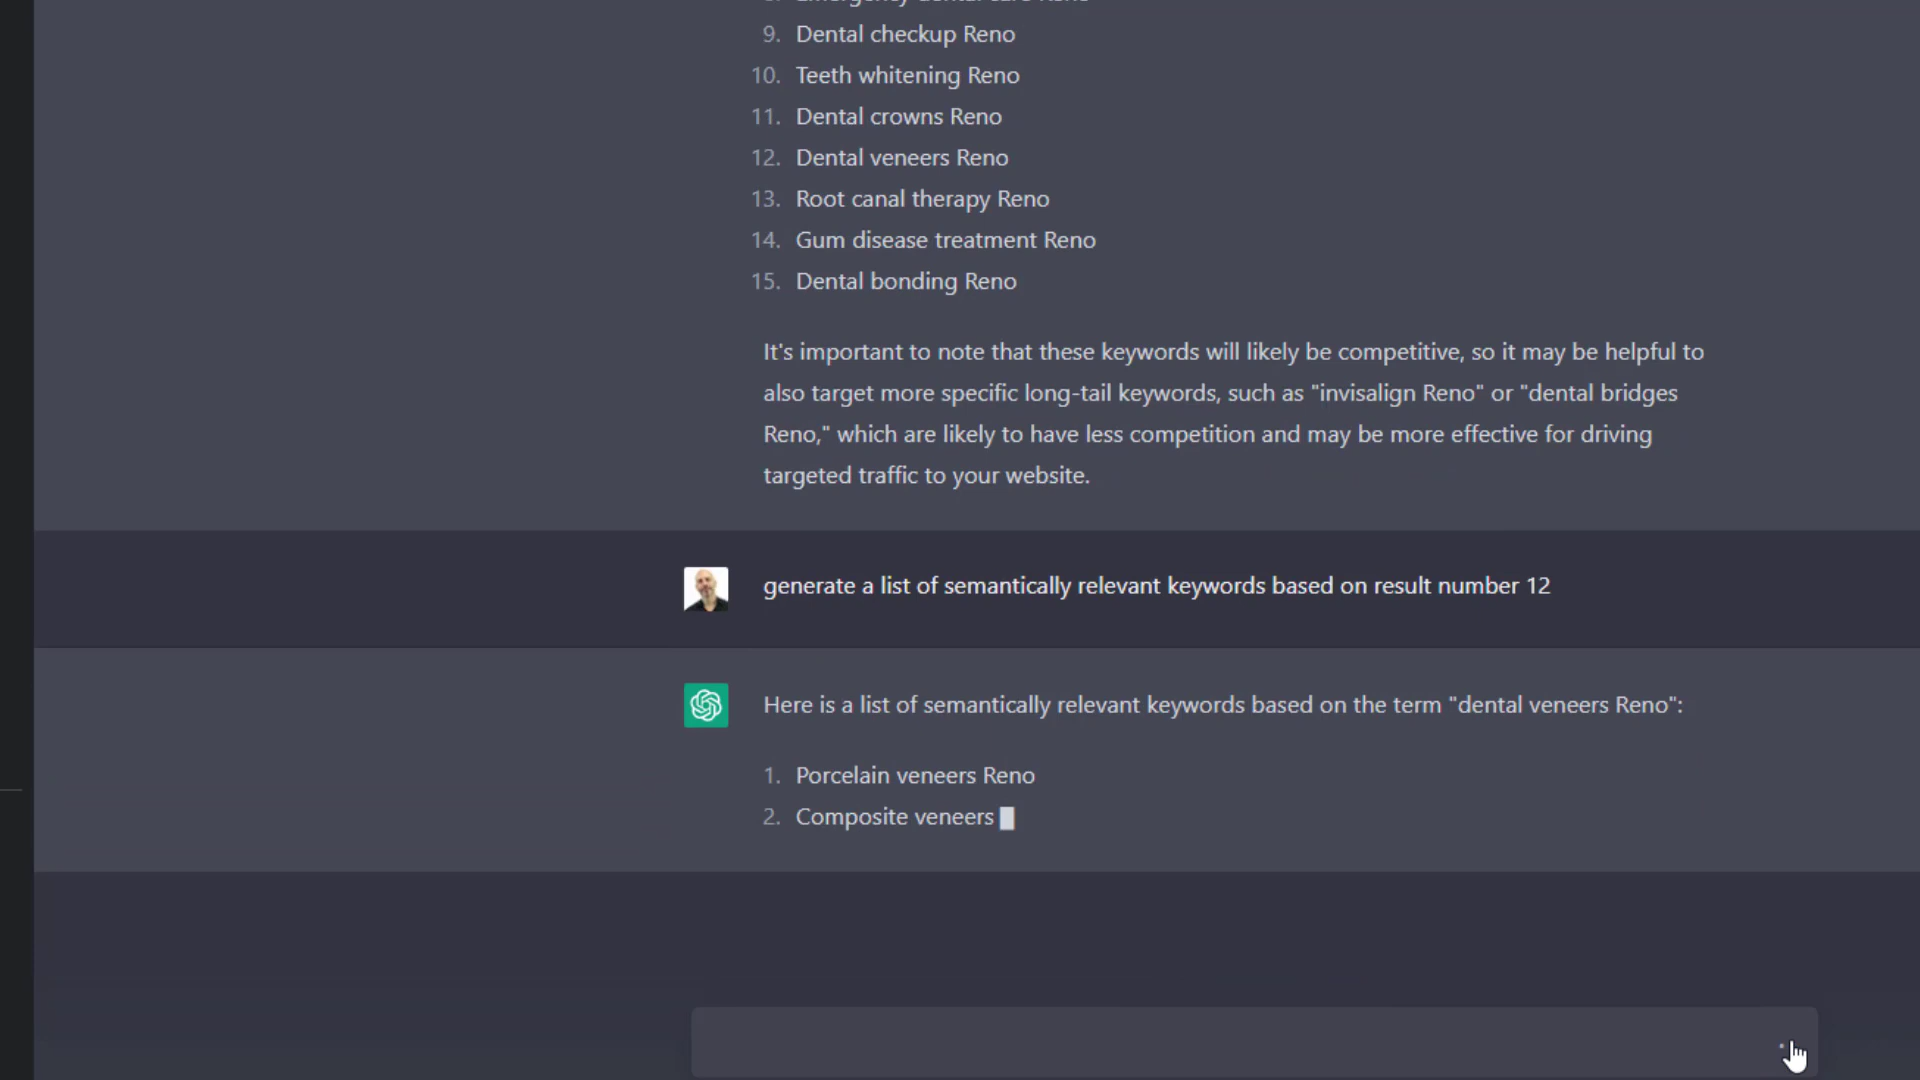 8. Emergency dental care Reno
9. Dental checkup Reno
10. Teeth whitening Reno
11. Dental crowns Reno
12. Dental veneers Reno
13. Root canal therapy Reno
14. Gum disease treatment Reno
15. Dental bonding Reno
It's important to note that these keywords will likely be competitive, so it may be helpful to
also target more specific long-tail keywords, such as "invisalign Reno" or "dental bridges
Reno," which are likely to have less competition and may be more effective for driving
targeted traffic to your website.
generate a list of semantically relevant keywords based on result number 12
Here is a list of semantically relevant keywords based on the term "dental veneers Reno":
1. Porcelain veneers Reno
2. Composite veneers